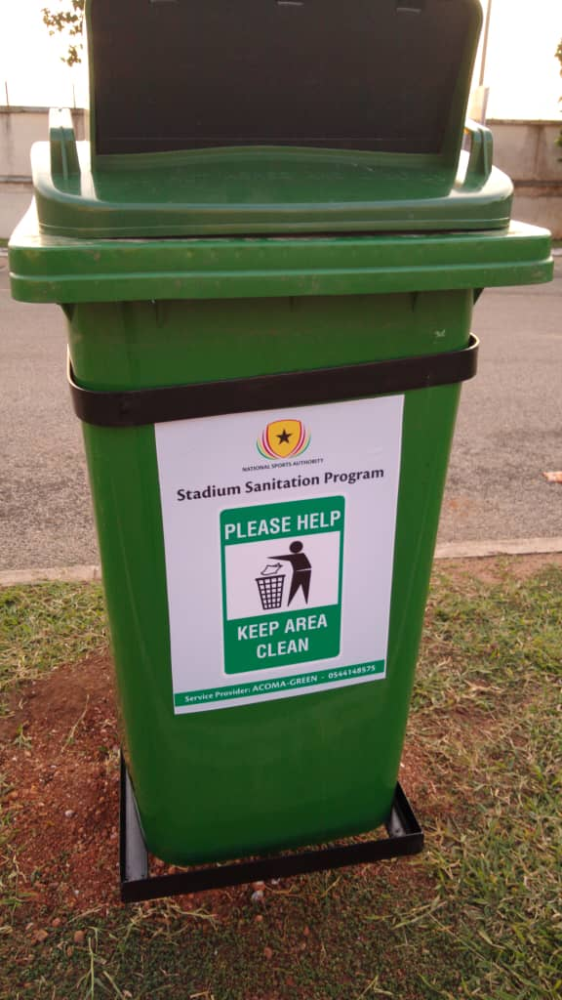 NATIONAL SPORTS AUTHORITY
Stadium Sanitation Program
PLEASE HELP
KEEP AREA
CLEAN
Service Provider: ACOMA-GREEN - 0544148575